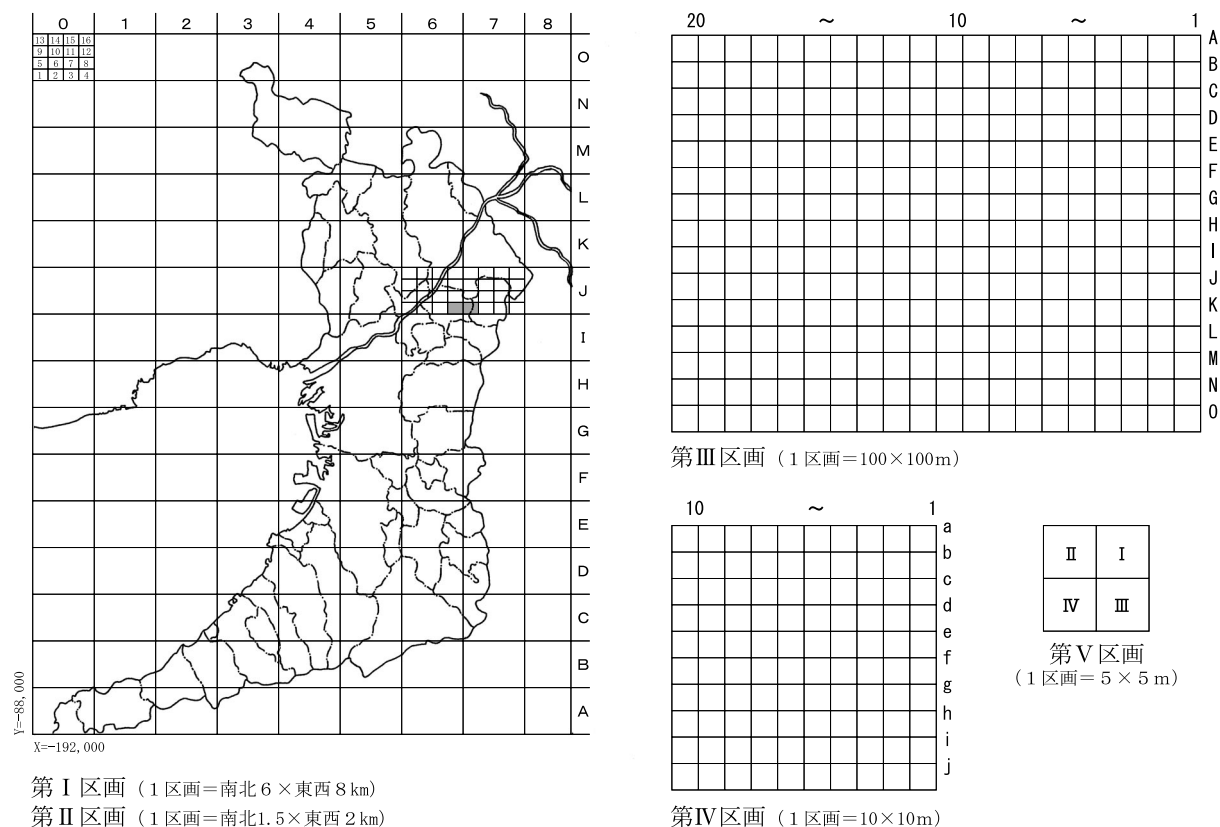 0 1 2 3 4 5 6 7 8
13 14 15 16
9 10 11 12
5 6 7 8
1 2 3 4
O
N
M
L
K
J
I
H
G
F
E
D
C
B
A
Y=-88,000
X=-192,000
第Ⅰ区画（1区画＝南北6×東西8㎞）
第Ⅱ区画（1区画＝南北1.5×東西2㎞）
20 ～ 10 ～ 1
A
B
C
D
E
F
G
H
I
J
K
L
M
N
O
第Ⅲ区画（1区画＝100×100m）
10 ～ 1
a
b
c
d
e
f
g
h
i
j
第Ⅳ区画（1区画＝10×10m）
Ⅱ Ⅰ
Ⅳ Ⅲ
第Ⅴ区画
（1区画＝5×5m）